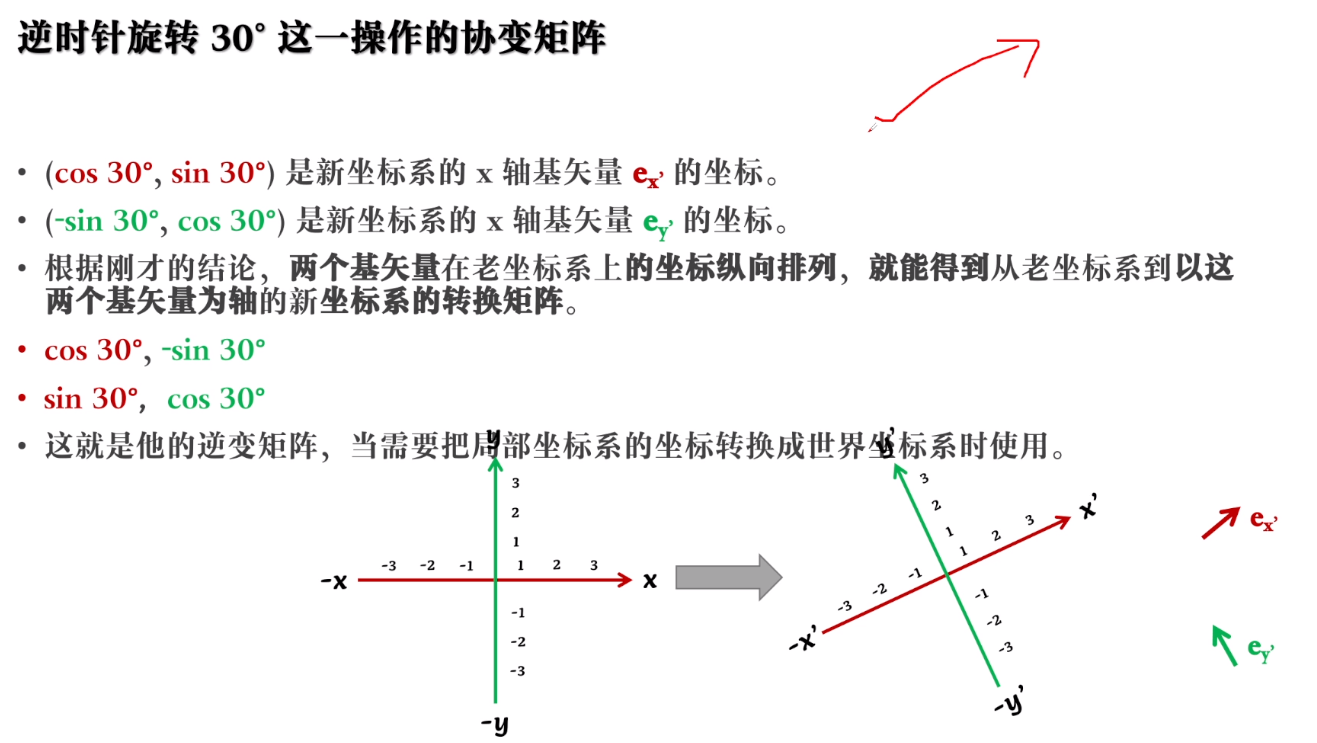 逆时针旋转 30° 这一操作的协变矩阵
• (cos 30°, sin 30°) 是新坐标系的 x 轴基矢量 ex’ 的坐标。
• (-sin 30°, cos 30°) 是新坐标系的 x 轴基矢量 ey’ 的坐标。
• 根据刚才的结论，两个基矢量在老坐标系上的坐标纵向排列，就能得到从老坐标系到以这
两个基矢量为轴的新坐标系的转换矩阵。
• cos 30°, -sin 30°
• sin 30°，cos 30°
• 这就是他的逆变矩阵，当需要把局部坐标系的坐标转换成世界坐标系时使用。
y
3
2
1
-3 -2 -1 1 2 3
-x x
-1
-2
-3
-y
y’
3
2
1
x’
1 2 3
-3 -2 -1
-x’
-1
-2
-3
-y’
ex’
ey’